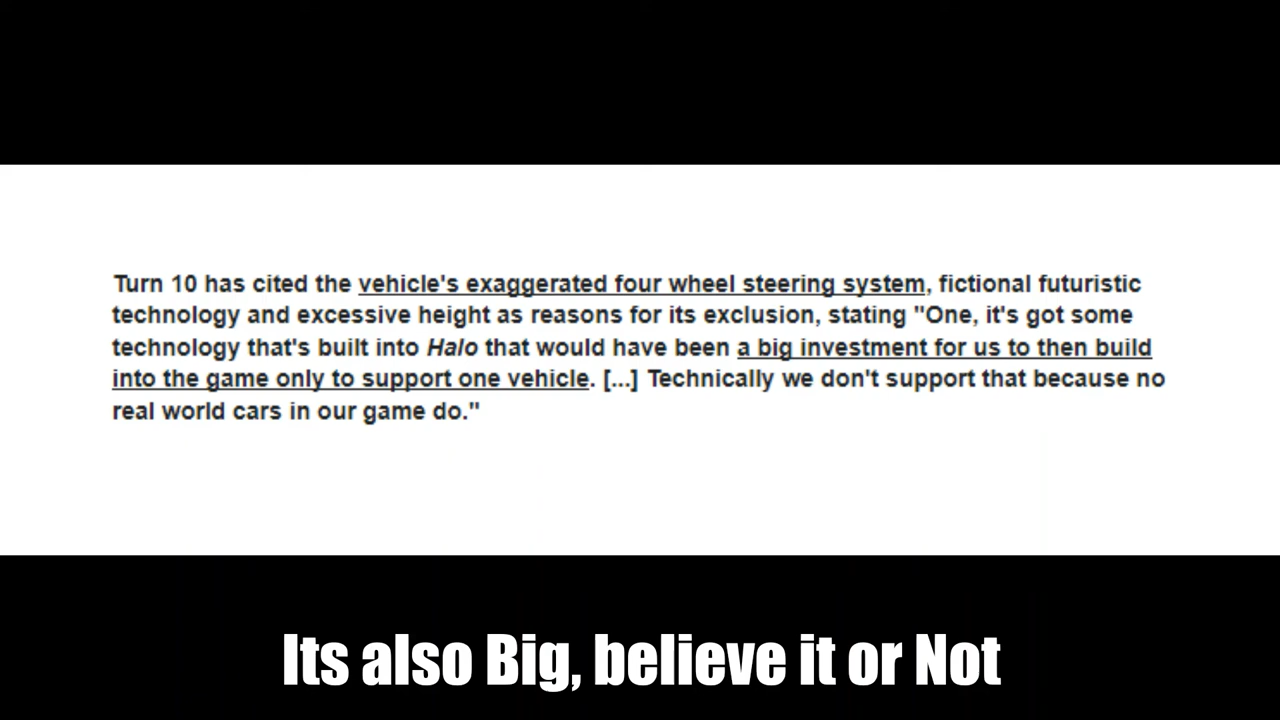 Turn 10 has cited the vehicle's exaggerated four wheel steering system, fictional futuristic
technology and excessive height as reasons for its exclusion, stating "One, it's got some
technology that's built into Halo that would have been a big investment for us to then build
into the game only to support one vehicle. [...] Technically we don't support that because no
real world cars in our game do."
Its also Big, believe it or Not